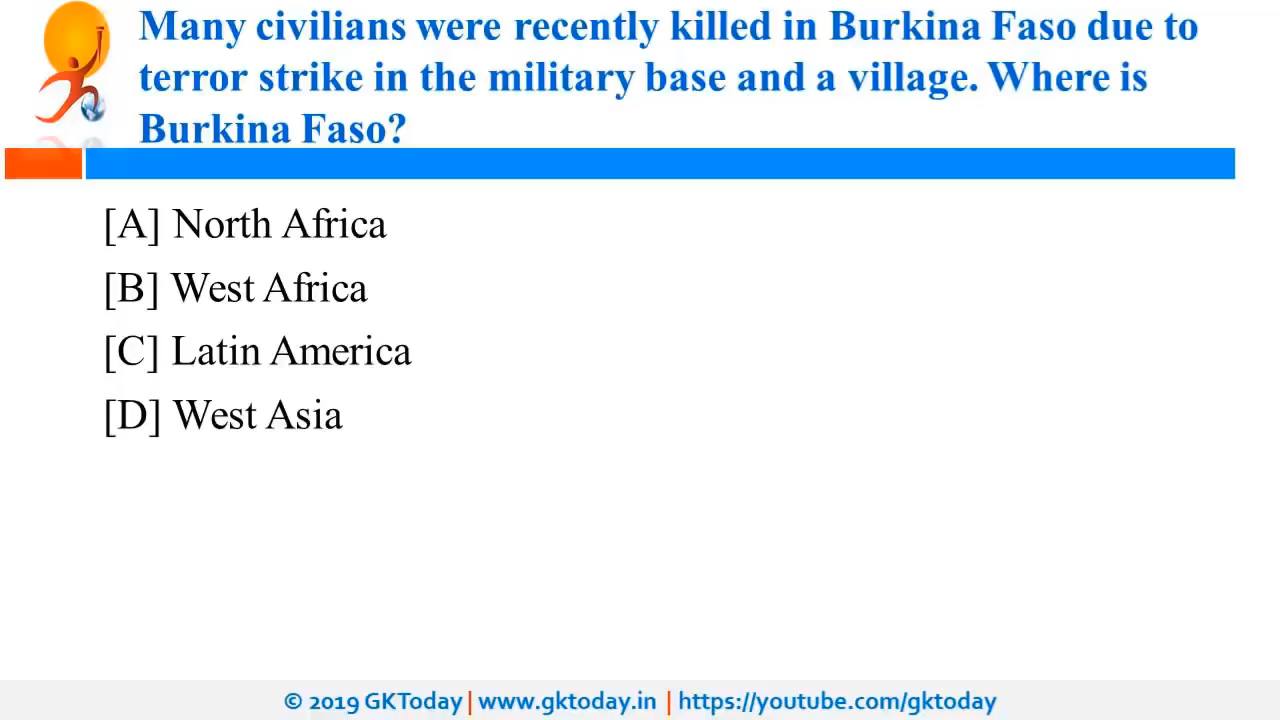 Many civilians were recently killed in Burkina Faso due to
terror strike in the military base and a village. Where is
Burkina Faso?
[A] North Africa
[B] West Africa
[C] Latin America
[D] West Asia
© 2019 GKToday | www.gktoday.in | https://youtube.com/gktoday